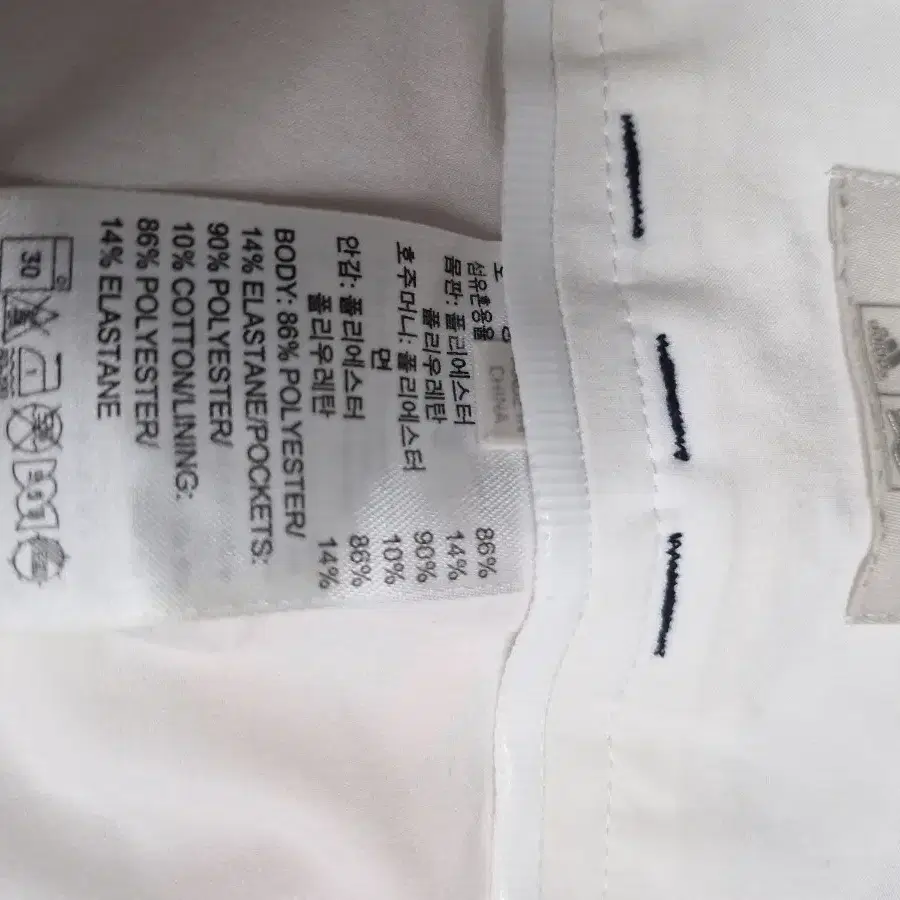 섬유혼용율
몸판: 폴리에스터 86%
폴리우레탄 14%
호주머니: 폴리에스터 90%
면 10%
안감: 폴리에스터 86%
폴리우레탄 14%
BODY: 86% POLYESTER/
14% ELASTANE/POCKETS:
90% POLYESTER/
10% COTTON/LINING:
86% POLYESTER/
14% ELASTANE
30
CHINA